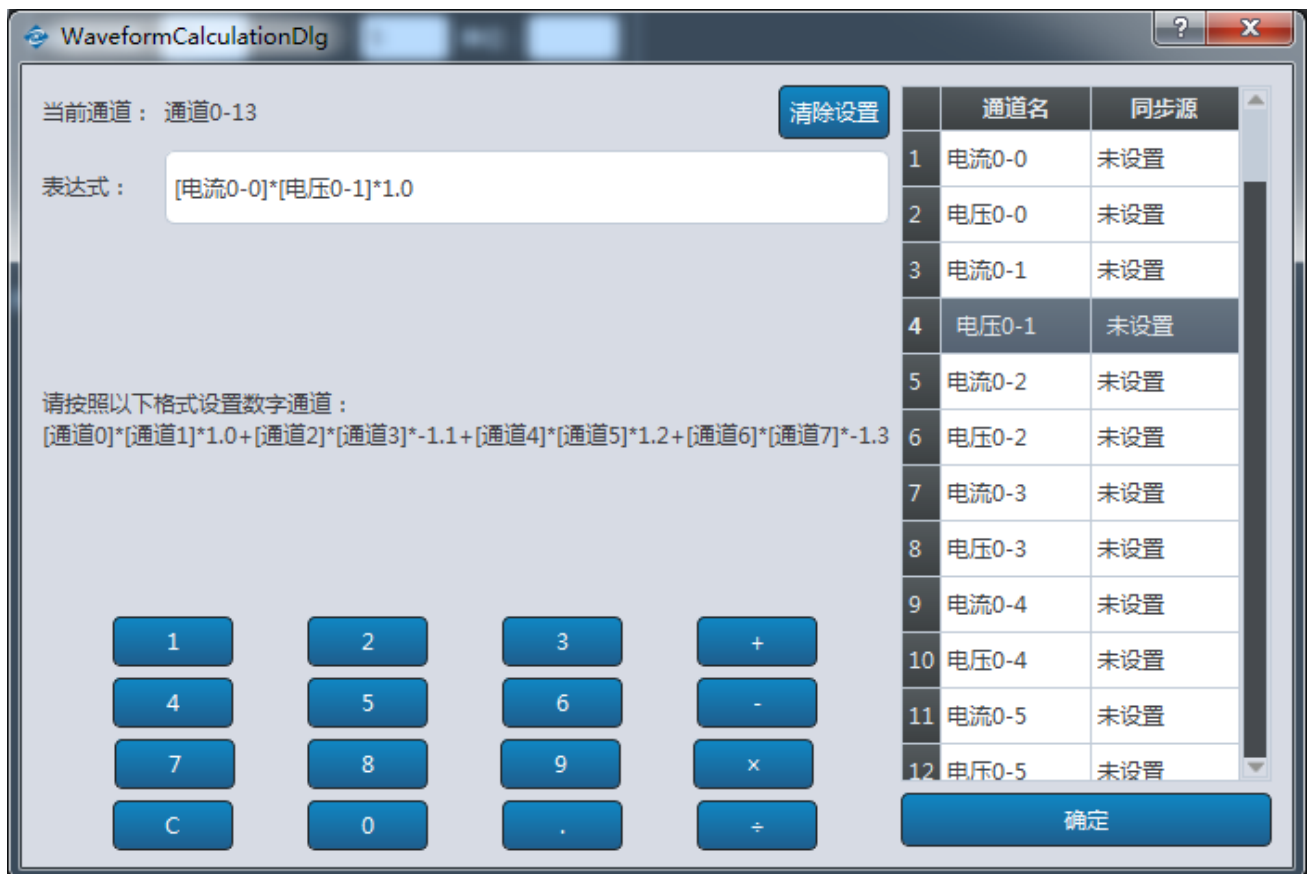 WaveformCalculationDlg
?
x
当前通道： 通道0-13
清除设置
表达式： [电流0-0]*[电压0-1]*1.0
请按照以下格式设置数字通道：
[通道0]*[通道1]*1.0+[通道2]*[通道3]*-1.1+[通道4]*[通道5]*1.2+[通道6]*[通道7]*-1.3
1 2 3 +
4 5 6 -
7 8 9 ×
C 0 . ÷
通道名 同步源
1 电流0-0 未设置
2 电压0-0 未设置
3 电流0-1 未设置
4 电压0-1 未设置
5 电流0-2 未设置
6 电压0-2 未设置
7 电流0-3 未设置
8 电压0-3 未设置
9 电流0-4 未设置
10 电压0-4 未设置
11 电流0-5 未设置
12 电压0-5 未设置
确定